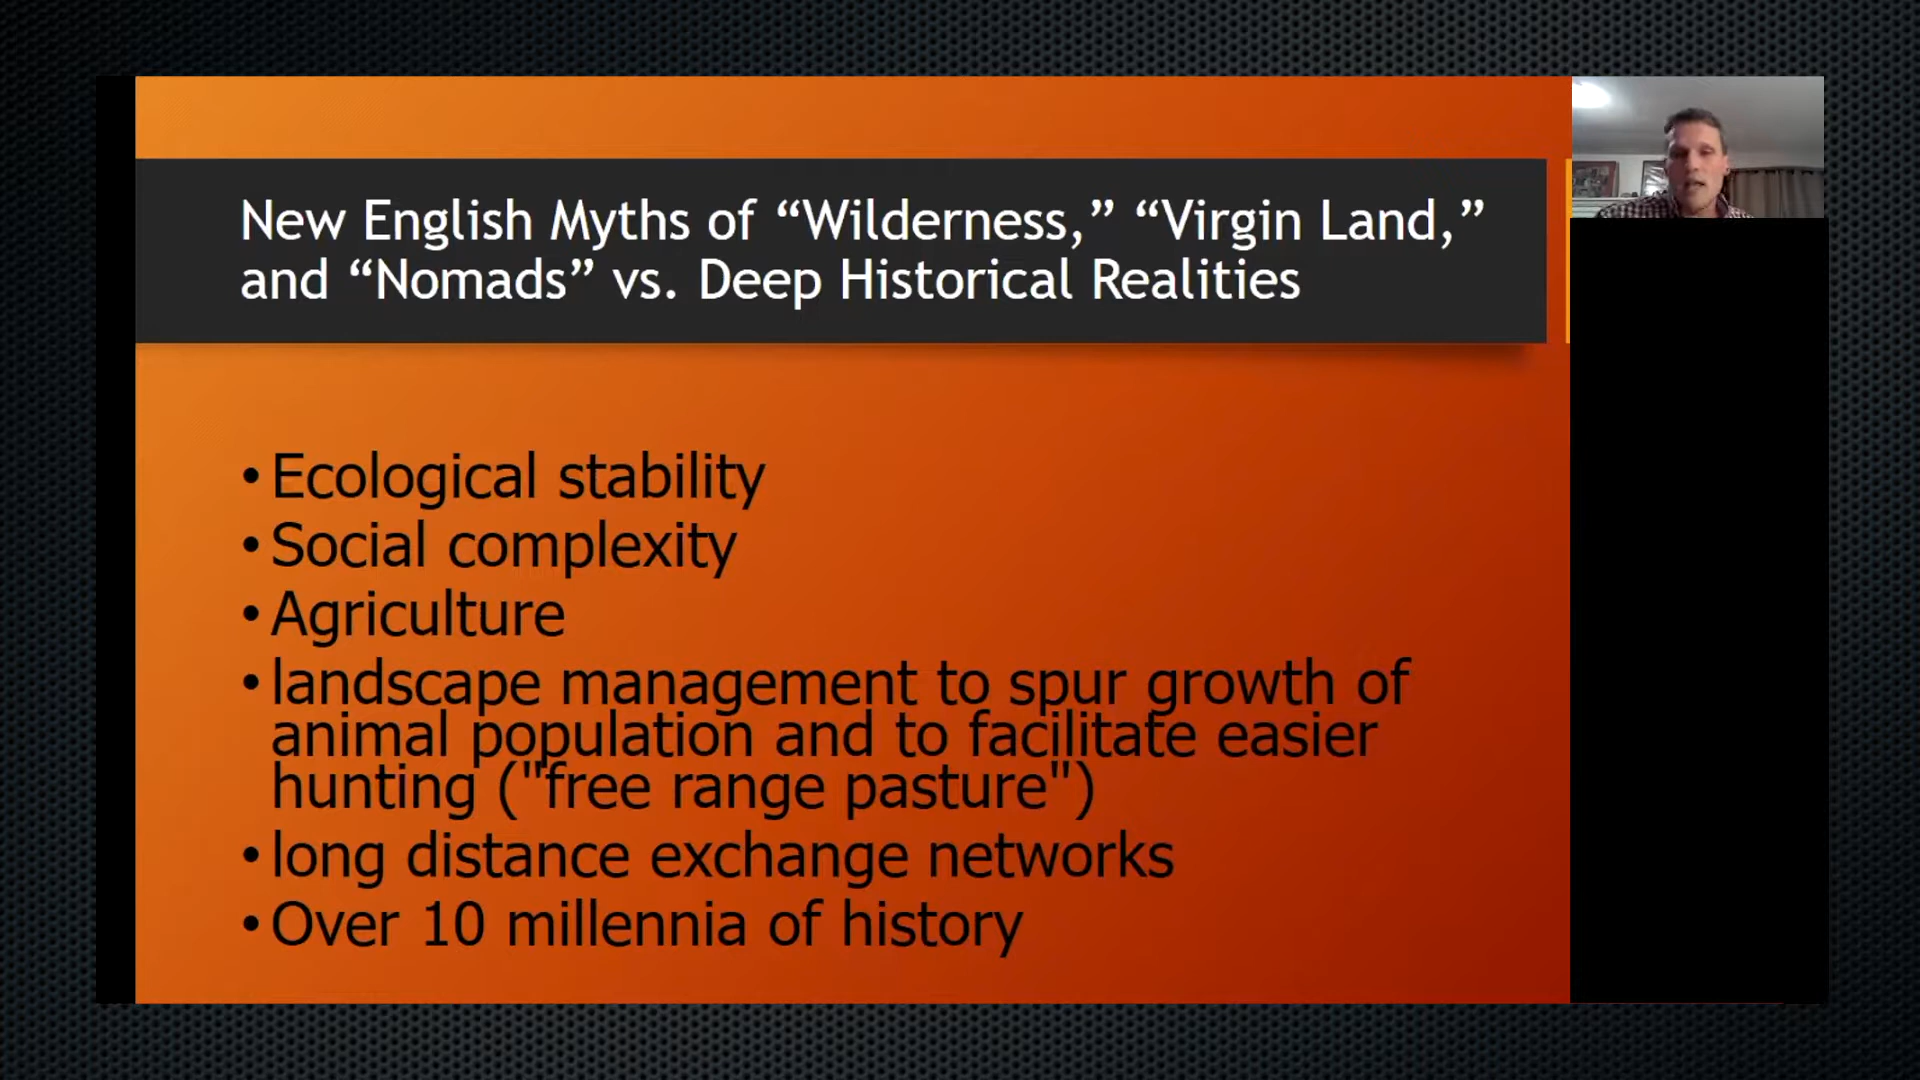 New English Myths of “Wilderness,” “Virgin Land,”
and “Nomads” vs. Deep Historical Realities
• Ecological stability
• Social complexity
• Agriculture
• landscape management to spur growth of
animal population and to facilitate easier
hunting ("free range pasture")
• long distance exchange networks
• Over 10 millennia of history